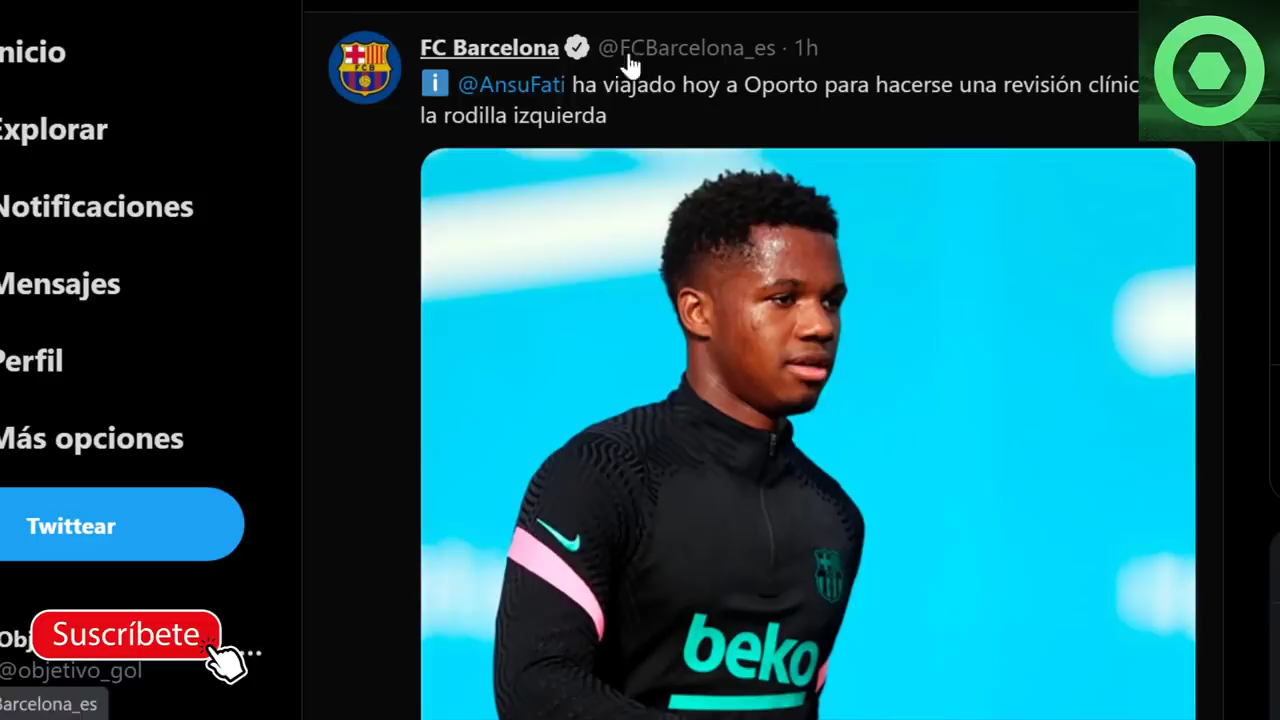 nicio
Explorar
Notificaciones
Mensajes
Perfil
Más opciones
Twittear
Obj
...
@objetivo_gol
Barcelona_es
Suscríbete
FC Barcelona @FCBarcelona_es · 1h
@AnsuFati ha viajado hoy a Oporto para hacerse una revisión clínic
la rodilla izquierda
FCB
beko